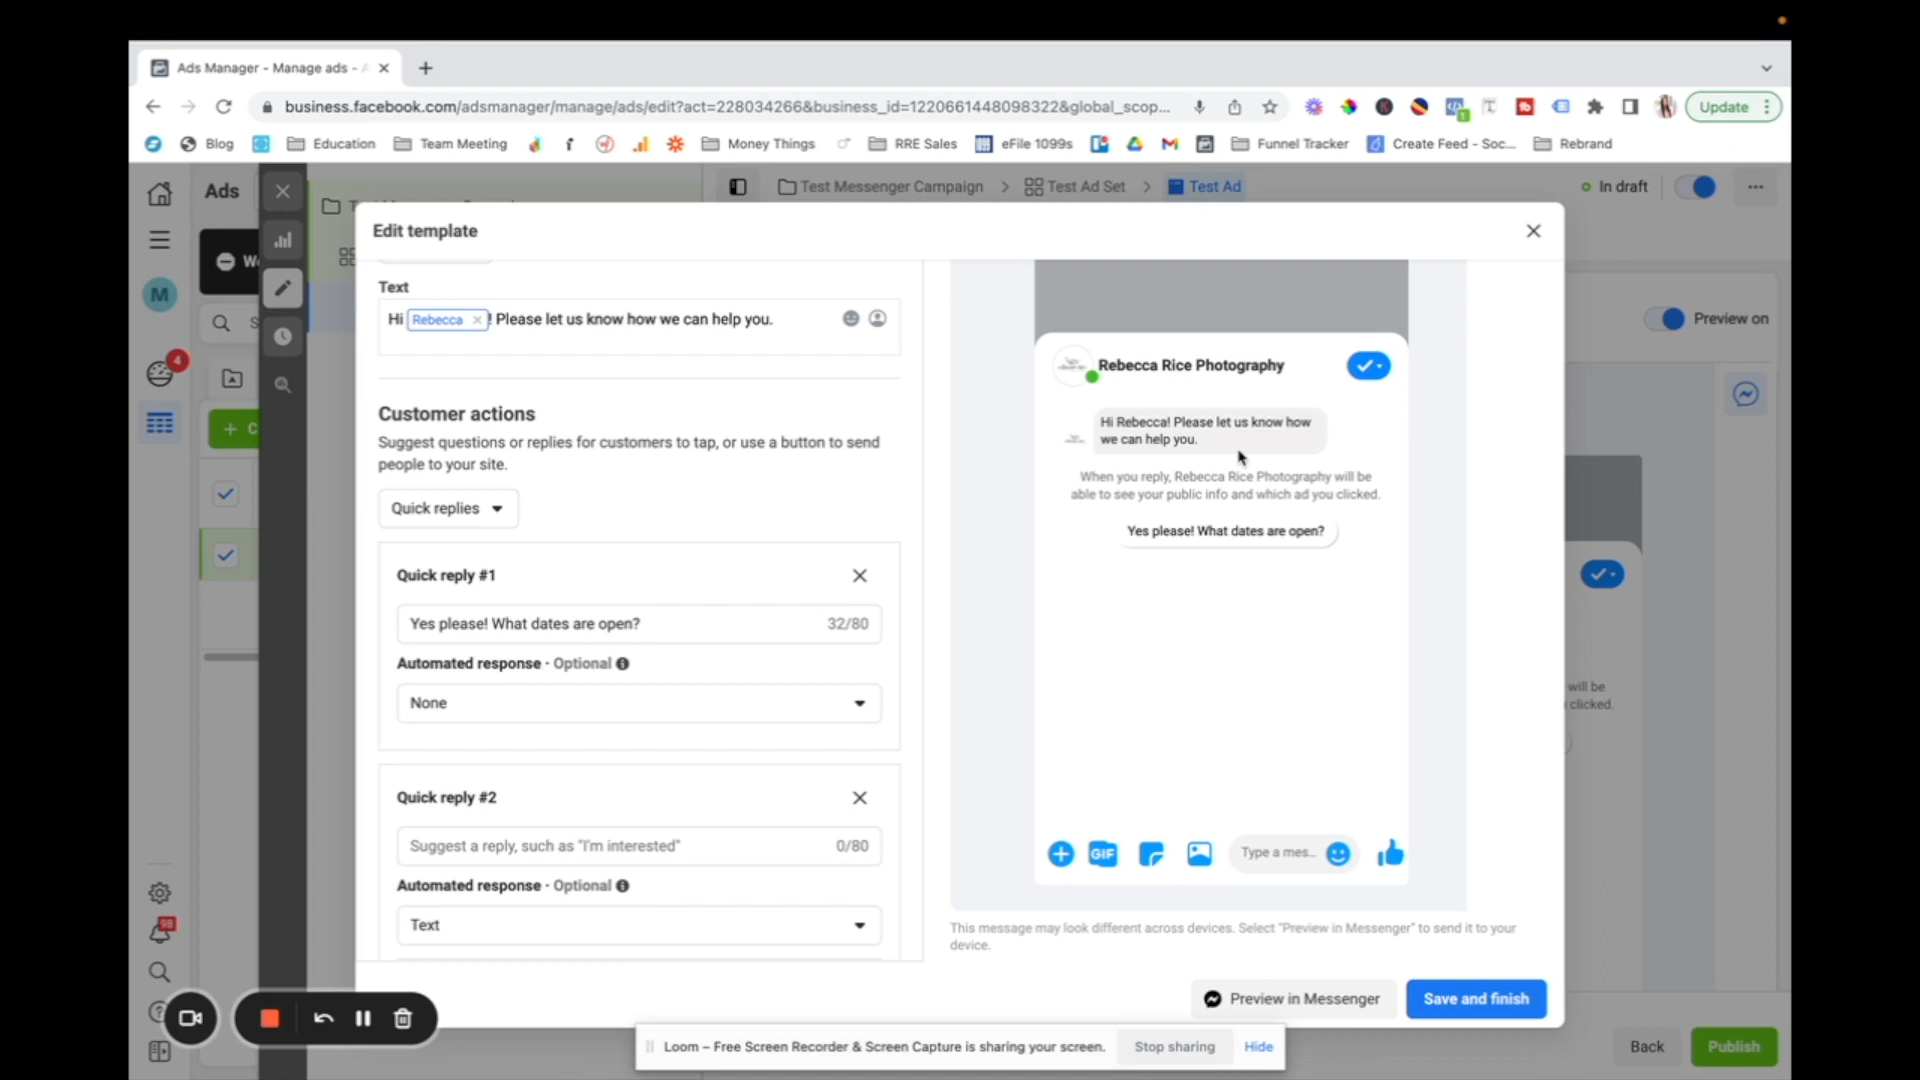 Ads Manager - Manage ads - A
business.facebook.com/adsmanager/manage/ads/edit?act=228034266&business_id=1220661448098322&global_scop...
Update
Blog
Education
Team Meeting
Money Things
RRE Sales
eFile 1099s
Funnel Tracker
Create Feed - Soc...
Rebrand
Ads
Test Messenger Campaign
Test Ad Set
Test Ad
In draft
Edit template
M
4
98
1
Preview on
Text
Hi Rebecca ! Please let us know how we can help you.
Customer actions
Suggest questions or replies for customers to tap, or use a button to send
people to your site.
Quick replies
Quick reply #1
Yes please! What dates are open?
32/80
Automated response · Optional
None
Quick reply #2
Suggest a reply, such as "I'm interested"
0/80
Automated response · Optional
Text
Rebecca Rice Photography
Hi Rebecca! Please let us know how
we can help you.
When you reply, Rebecca Rice Photography will be
able to see your public info and which ad you clicked.
Yes please! What dates are open?
GIF
Type a mes...
This message may look different across devices. Select "Preview in Messenger" to send it to your
device.
will be
clicked.
Preview in Messenger
Save and finish
Loom – Free Screen Recorder & Screen Capture is sharing your screen.
Stop sharing
Hide
Back
Publish